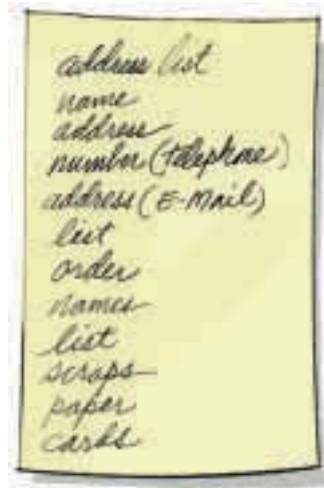 address list
name
address
number (telephone)
address (E-Mail)
list
order
names
list
scraps
paper
cards